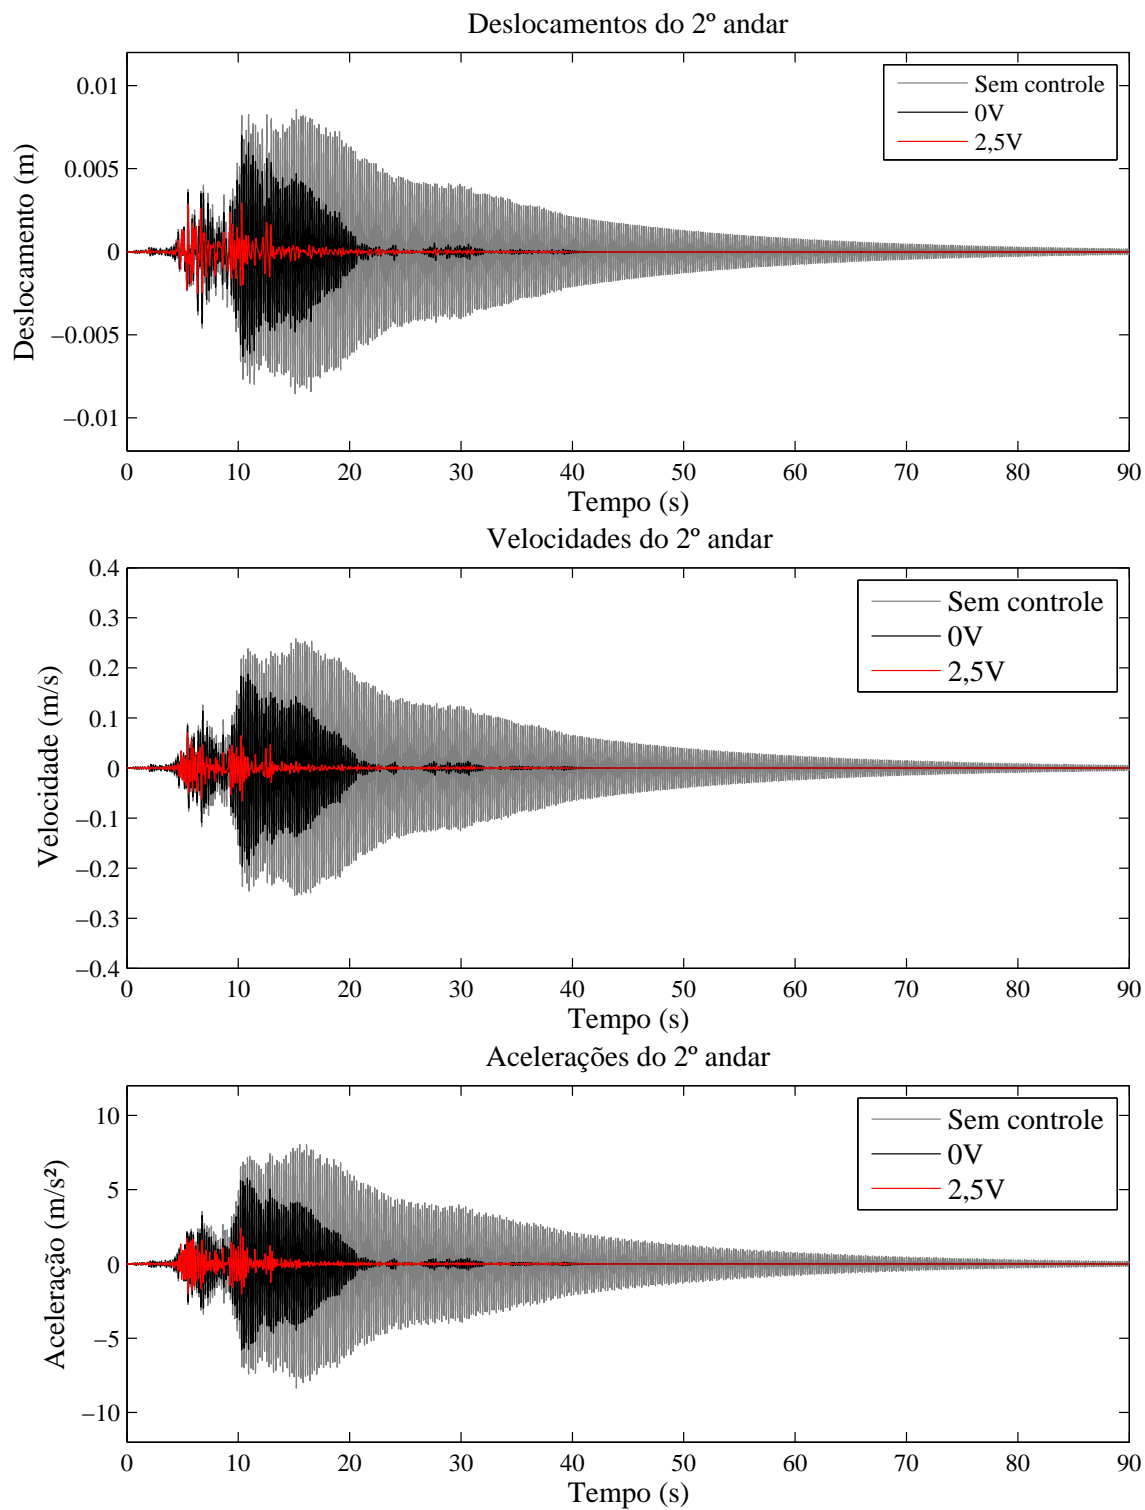 Deslocamentos do 2º andar
Deslocamento (m)
0.01
0.005
0
−0.005
−0.01
Sem controle
0V
2,5V
0 10 20 30 40 50 60 70 80 90
Tempo (s)
Velocidades do 2º andar
Velocidade (m/s)
0.4
0.3
0.2
0.1
0
−0.1
−0.2
−0.3
−0.4
Sem controle
0V
2,5V
0 10 20 30 40 50 60 70 80 90
Tempo (s)
Acelerações do 2º andar
Aceleração (m/s²)
10
5
0
−5
−10
Sem controle
0V
2,5V
0 10 20 30 40 50 60 70 80 90
Tempo (s)